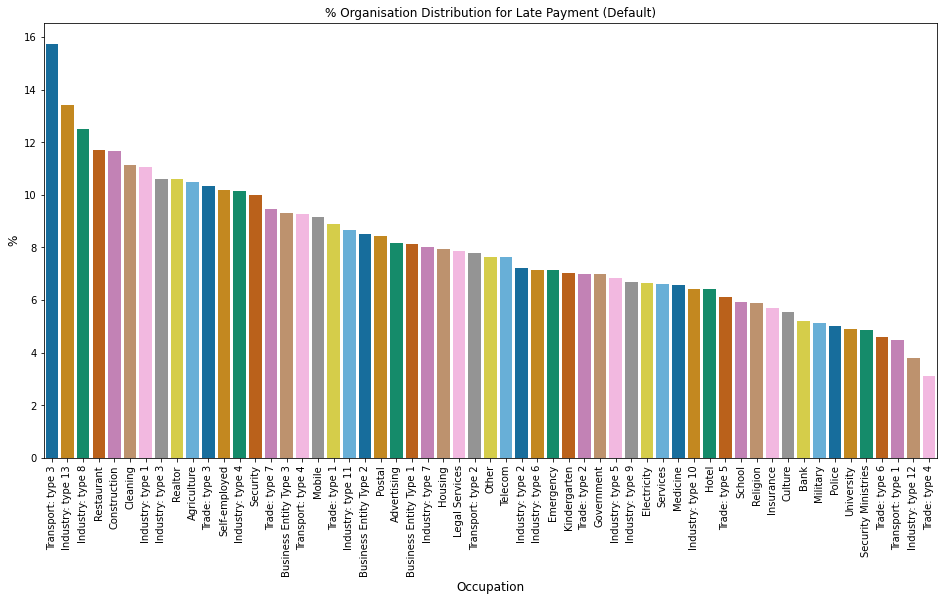 % Organisation Distribution for Late Payment (Default)
%
16
14
12
10
8
6
4
2
0
Transport: type 3
Industry: type 13
Industry: type 8
Restaurant
Construction
Cleaning
Industry: type 1
Industry: type 3
Realtor
Agriculture
Trade: type 3
Self-employed
Industry: type 4
Security
Trade: type 7
Business Entity Type 3
Transport: type 4
Mobile
Trade: type 1
Industry: type 11
Business Entity Type 2
Postal
Advertising
Business Entity Type 1
Industry: type 7
Housing
Legal Services
Transport: type 2
Other
Telecom
Industry: type 2
Industry: type 6
Emergency
Kindergarten
Trade: type 2
Government
Industry: type 5
Industry: type 9
Electricity
Services
Medicine
Industry: type 10
Hotel
Trade: type 5
School
Religion
Insurance
Culture
Bank
Military
Police
University
Security Ministries
Trade: type 6
Transport: type 1
Industry: type 12
Trade: type 4
Occupation